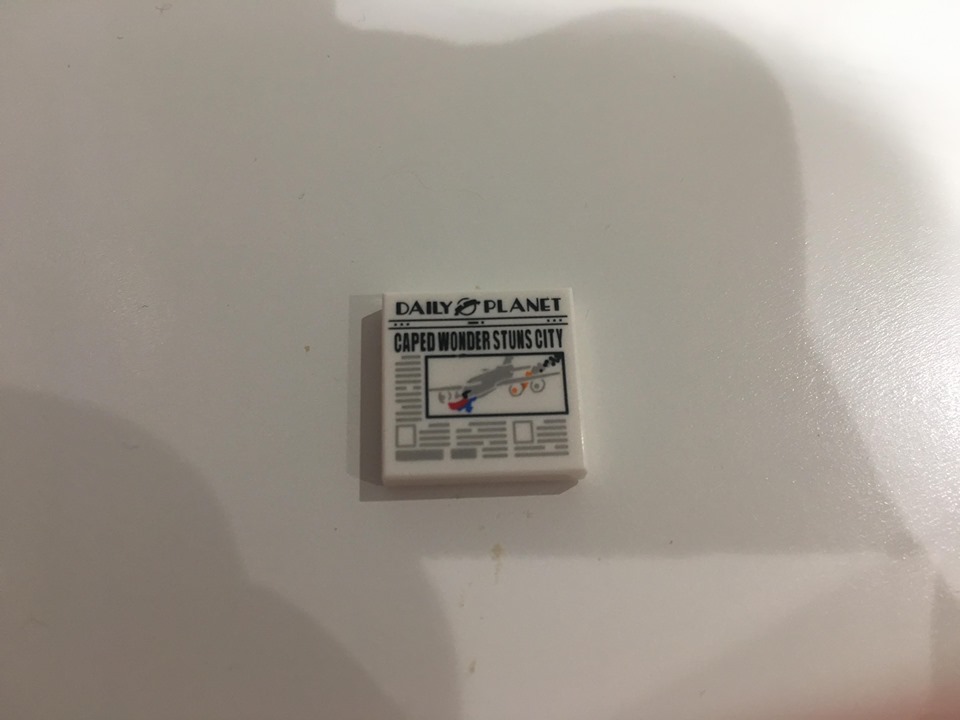 DAILY PLANET
CAPED WONDER STUNS CITY